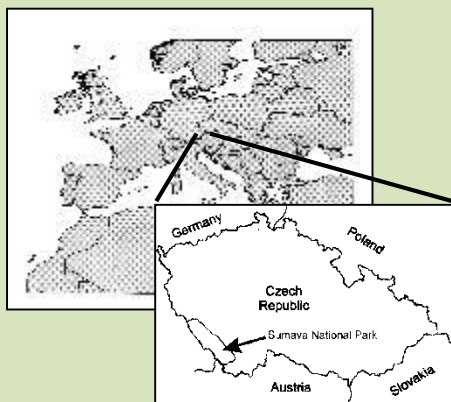 Germany
Poland
Czech
Republic
Sumava National Park
Austria
Slovakia